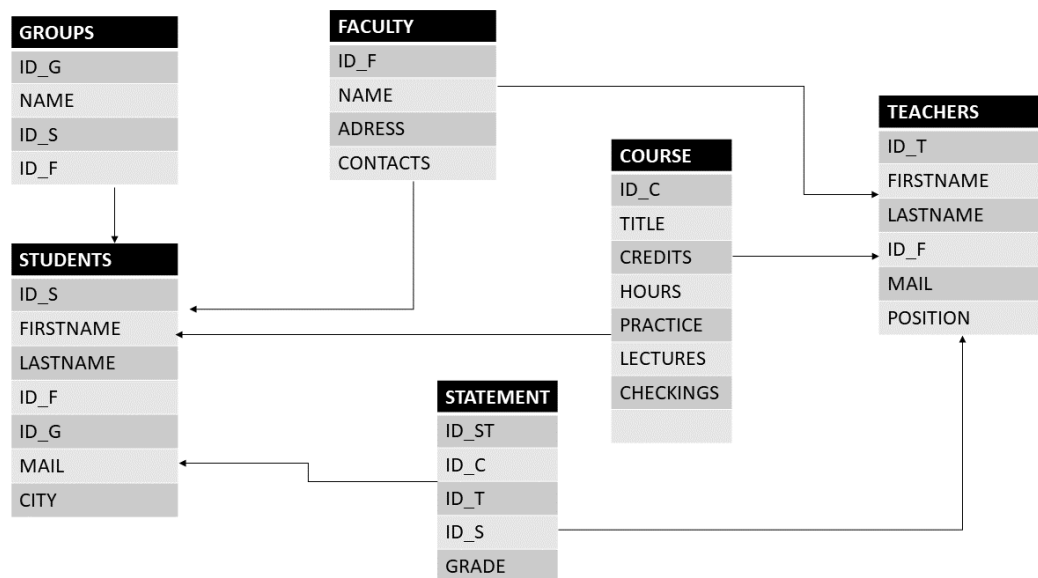 GROUPS
ID_G
NAME
ID_S
ID_F
FACULTY
ID_F
NAME
ADRESS
CONTACTS
COURSE
ID_C
TITLE
CREDITS
HOURS
PRACTICE
LECTURES
CHECKINGS
TEACHERS
ID_T
FIRSTNAME
LASTNAME
ID_F
MAIL
POSITION
STUDENTS
ID_S
FIRSTNAME
LASTNAME
ID_F
ID_G
MAIL
CITY
STATEMENT
ID_ST
ID_C
ID_T
ID_S
GRADE